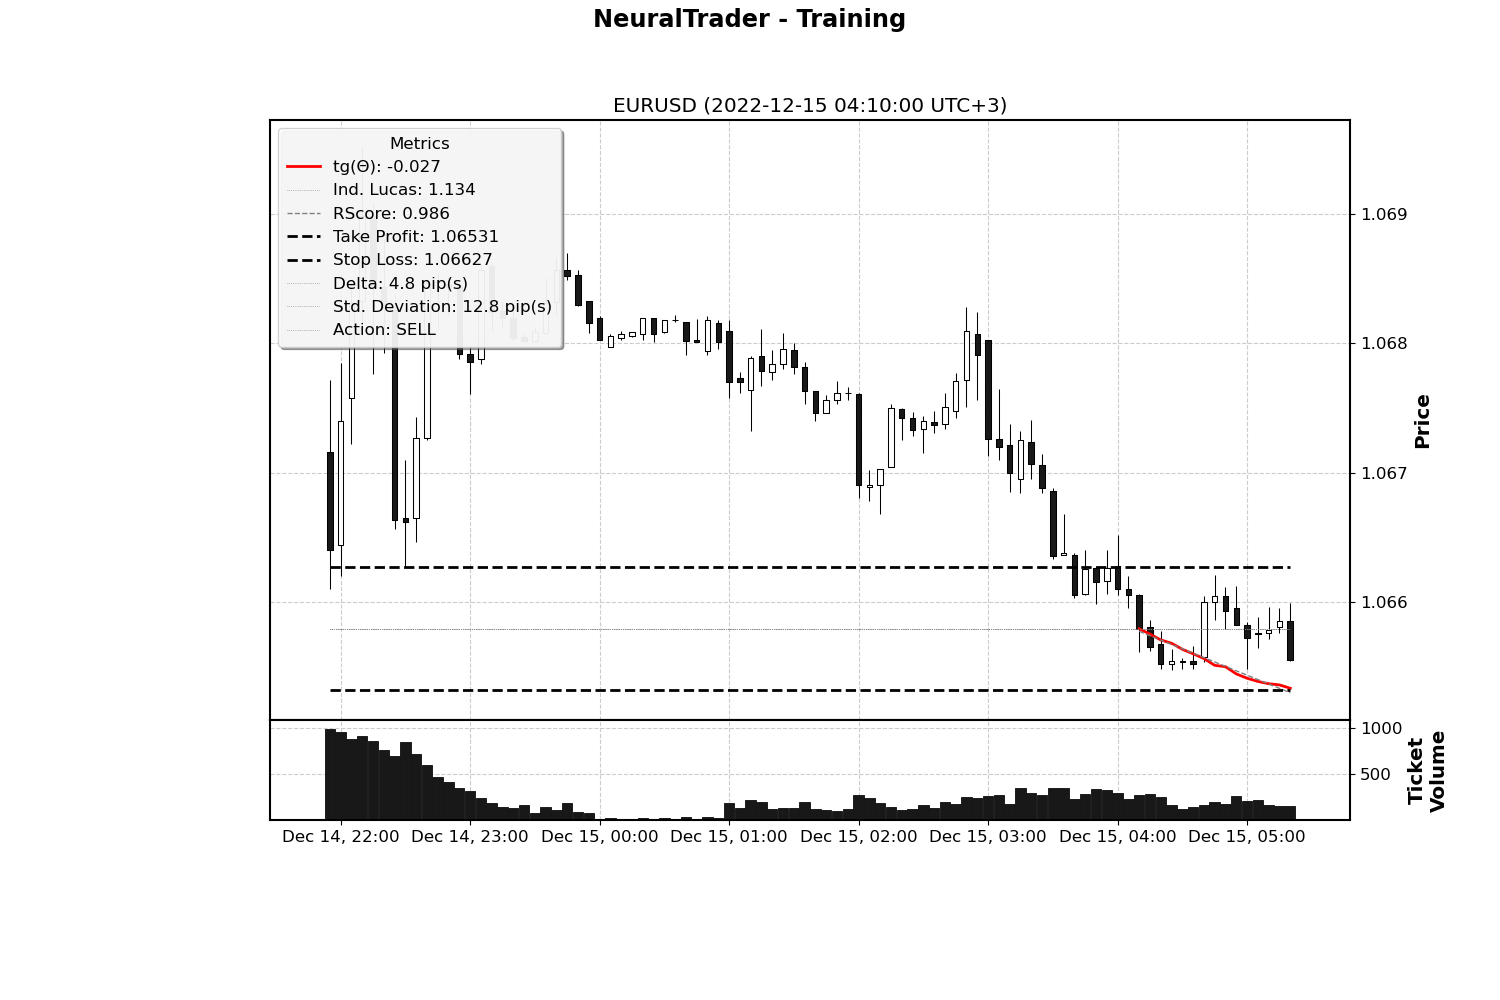 NeuralTrader - Training
EURUSD (2022-12-15 04:10:00 UTC+3)
Metrics
tg(Θ): -0.027
Ind. Lucas: 1.134
RScore: 0.986
Take Profit: 1.06531
Stop Loss: 1.06627
Delta: 4.8 pip(s)
Std. Deviation: 12.8 pip(s)
Action: SELL
1.069
1.068
1.067
1.066
Price
1000
500
Ticket
Volume
Dec 14, 22:00 Dec 14, 23:00 Dec 15, 00:00 Dec 15, 01:00 Dec 15, 02:00 Dec 15, 03:00 Dec 15, 04:00 Dec 15, 05:00